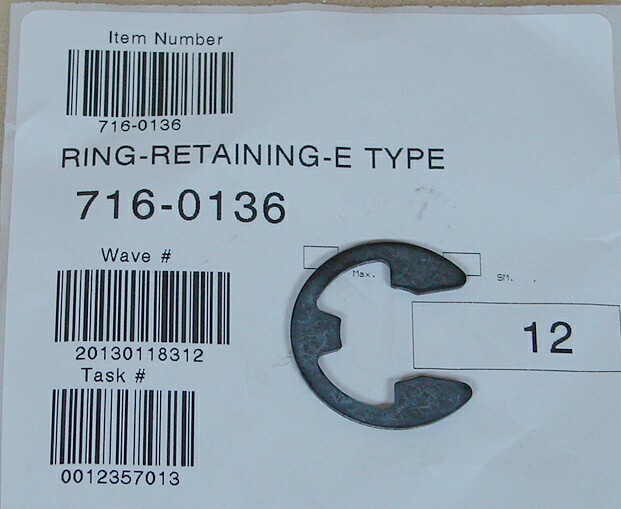 Item Number
716-0136
RING-RETAINING-E TYPE
716-0136
Wave #
Max.
SM. .
12
20130118312
Task #
0012357013